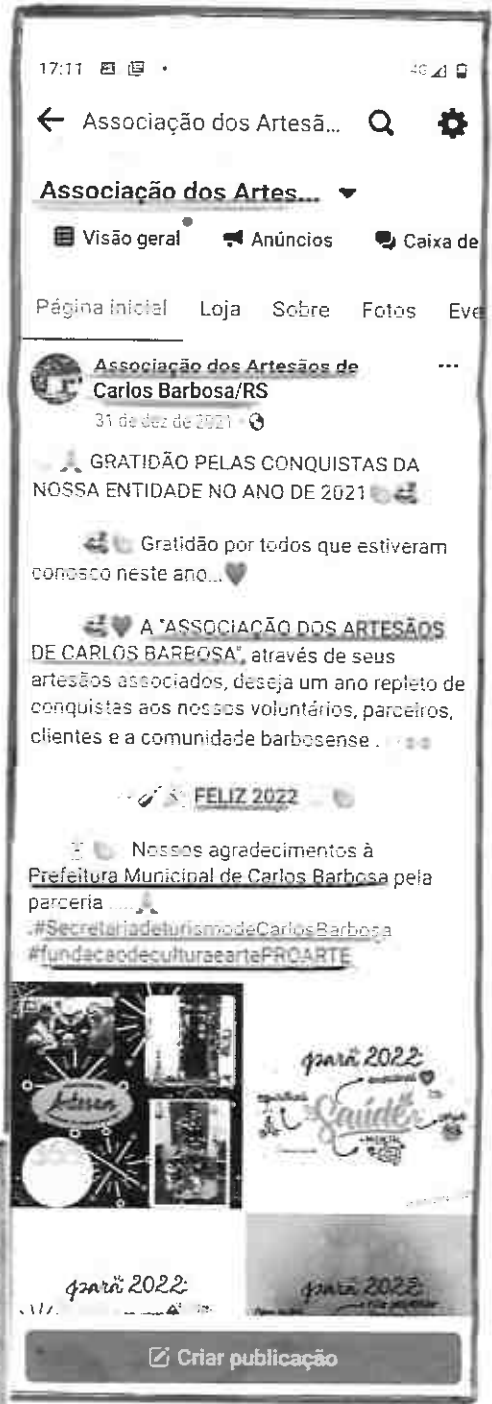 17:11
4G
Associação dos Artesã...
Associação dos Artes...
Visão geral
Anúncios
Caixa de
Página inicial
Loja
Sobre
Fotos
Eve
Associação dos Artesãos de
Carlos Barbosa/RS
31 de dez de 2021
GRATIDÃO PELAS CONQUISTAS DA
NOSSA ENTIDADE NO ANO DE 2021
Gratidão por todos que estiveram
conosco neste ano...
A "ASSOCIAÇÃO DOS ARTESÃOS
DE CARLOS BARBOSA", através de seus
artesãos associados, deseja um ano repleto de
conquistas aos nossos voluntários, parceiros,
clientes e a comunidade barbosense .
FELIZ 2022
Nossos agradecimentos à
Prefeitura Municipal de Carlos Barbosa pela
parceria .....
.#SecretariadeturismodeCarlosBarbosa
#fundacaodeculturaeartePROARTE
para 2022:
Saúde
para 2022:
para 2022:
Criar publicação